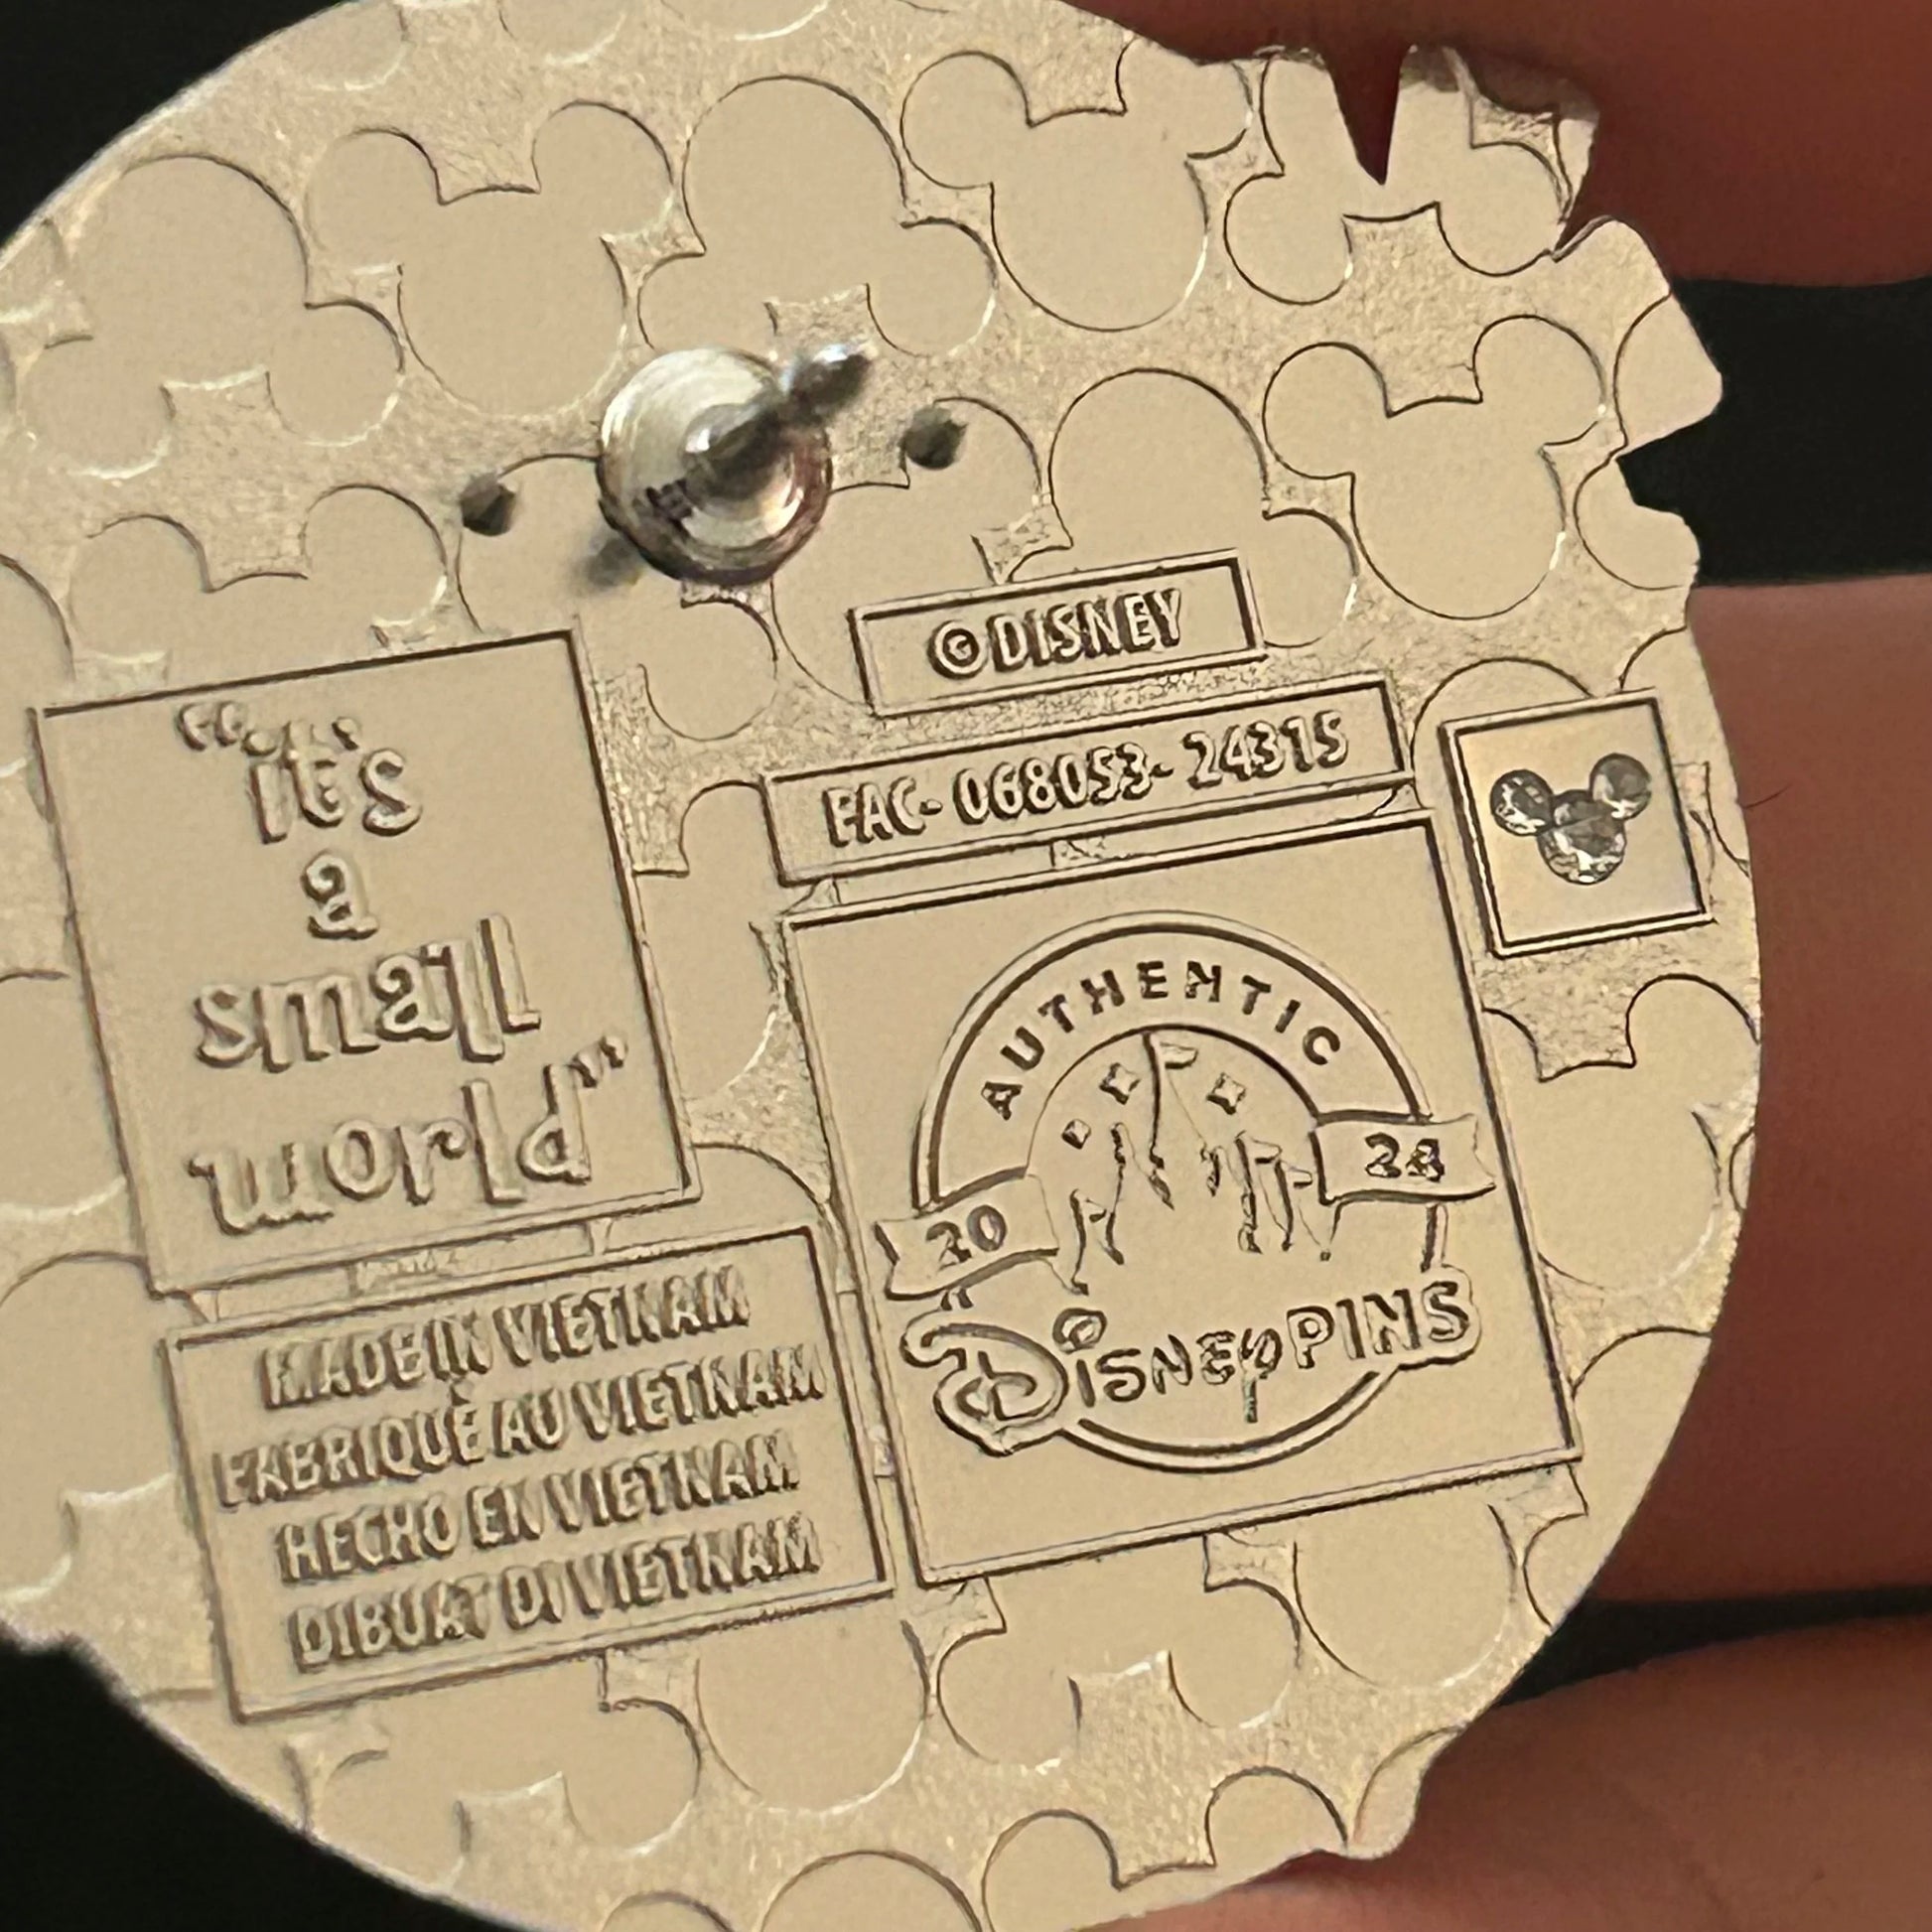 © DISNEY
FAC- 068053- 24315
"it's
a
small
world"
AUTHENTIC
20 24
DISNEY PINS
MADE IN VIETNAM
FABRIQUÉ AU VIETNAM
HECHO EN VIETNAM
DIBUAT DI VIETNAM